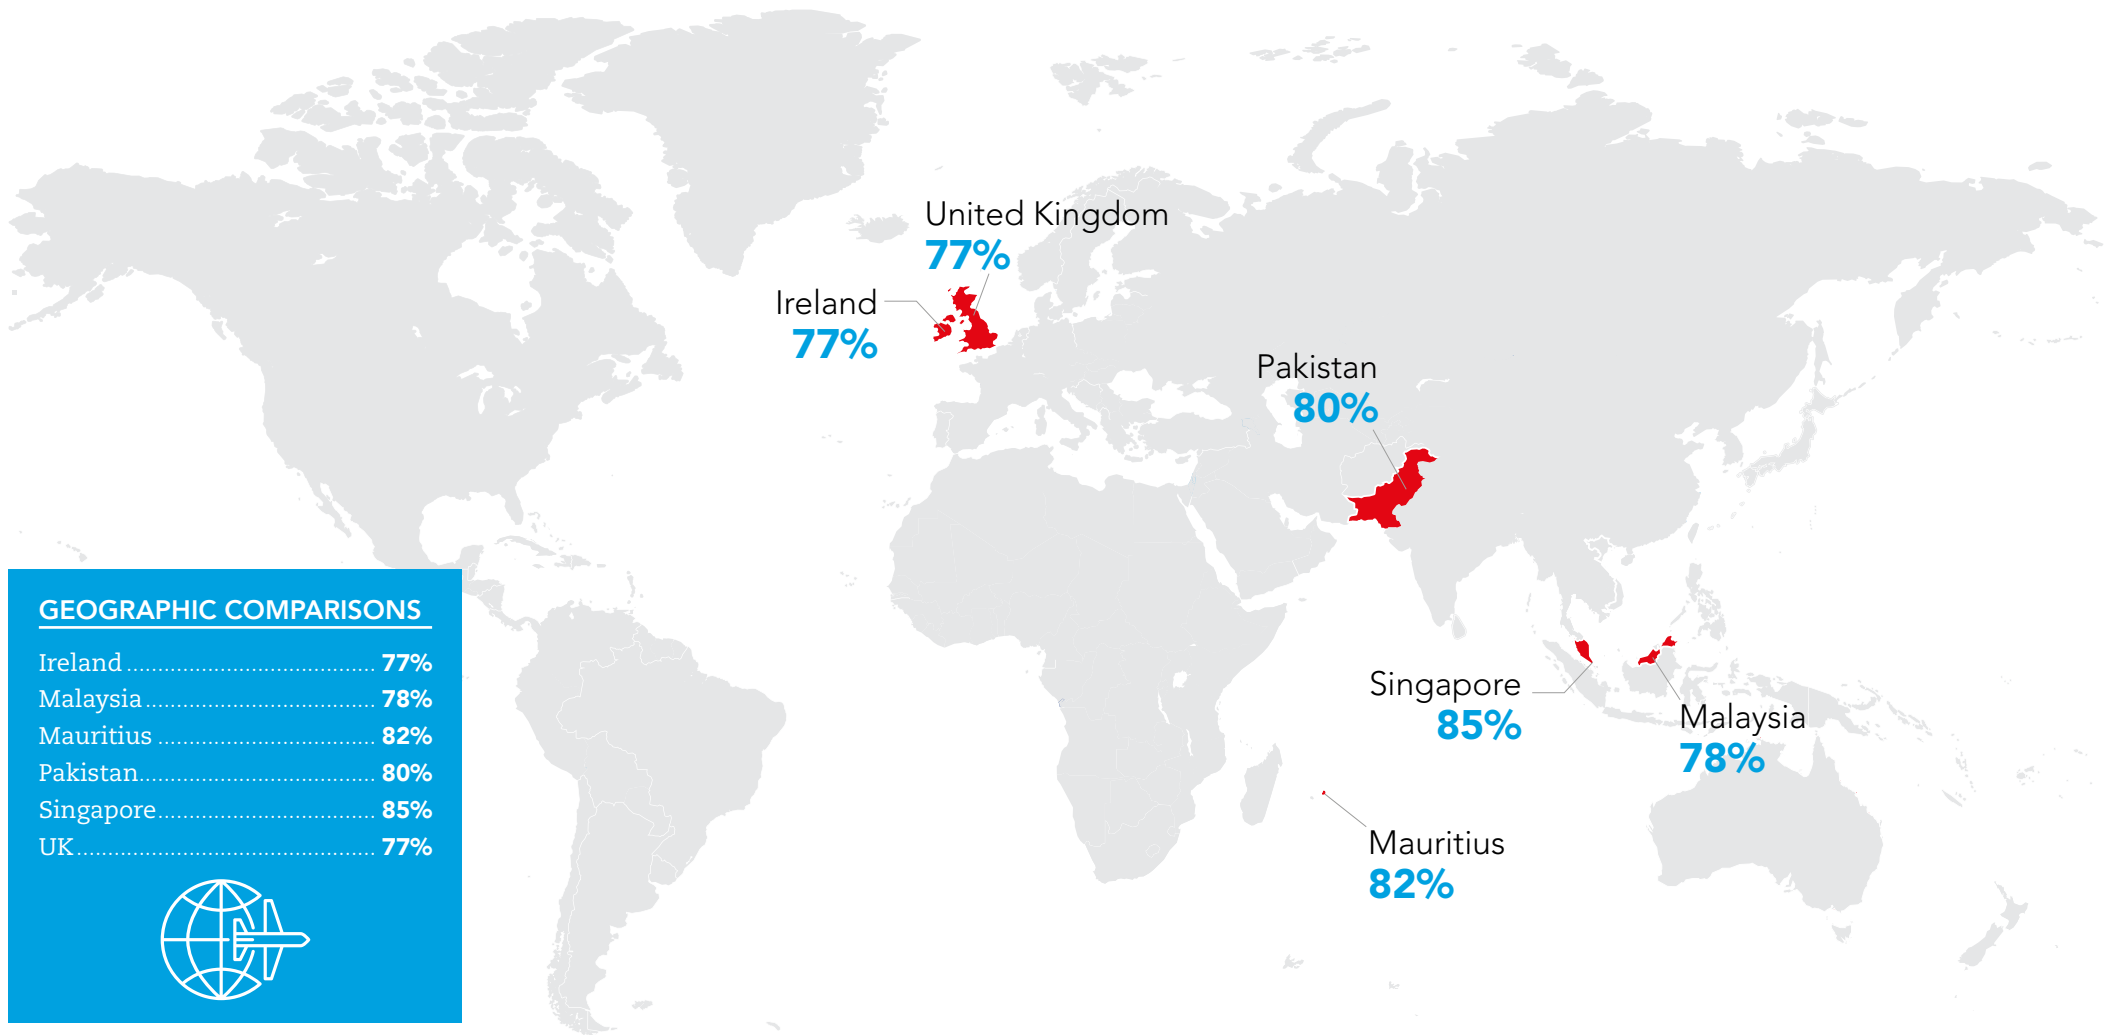 United Kingdom
77%
Ireland
77%
Pakistan
80%
Singapore
85%
Malaysia
78%
Mauritius
82%
GEOGRAPHIC COMPARISONS
Ireland ........................................ 77%
Malaysia ..................................... 78%
Mauritius ................................... 82%
Pakistan ...................................... 80%
Singapore ................................... 85%
UK ................................................ 77%